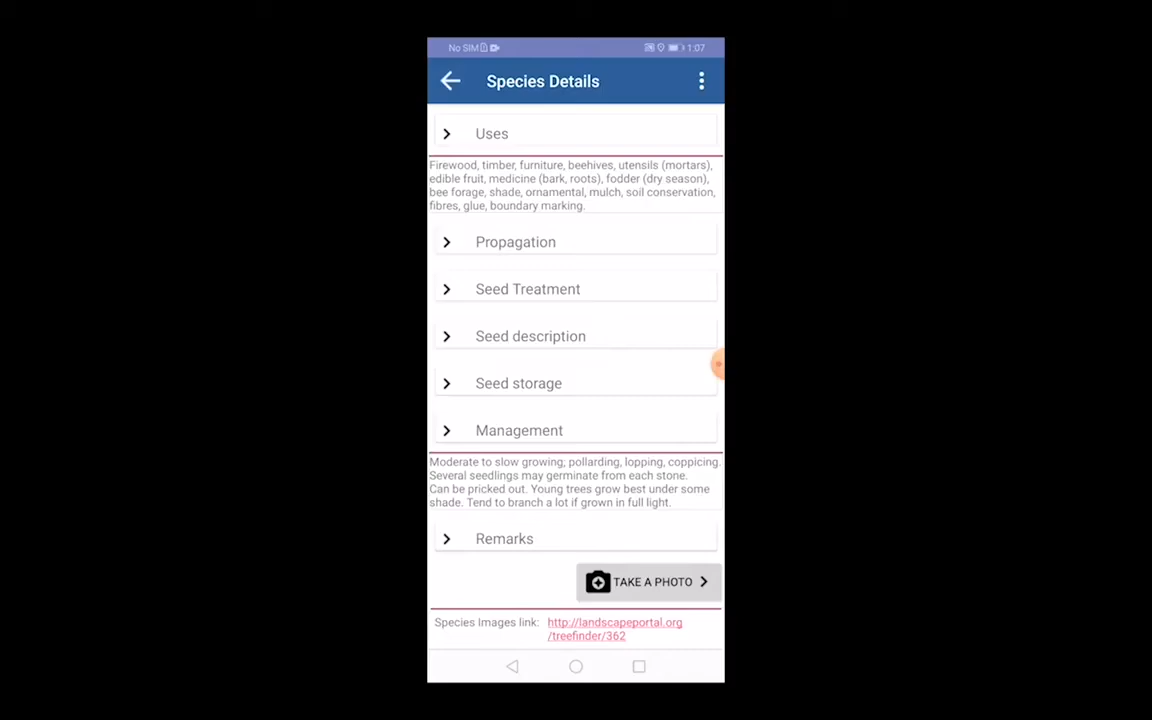 No SIM 1:07
Species Details
Uses
Firewood, timber, furniture, beehives, utensils (mortars),
edible fruit, medicine (bark, roots), fodder (dry season),
bee forage, shade, ornamental, mulch, soil conservation,
fibres, glue, boundary marking.
Propagation
Seed Treatment
Seed description
Seed storage
Management
Moderate to slow growing, pollarding, lopping, coppicing.
Several seedlings may germinate from each stone.
Can be pricked out. Young trees grow best under some
shade. Tend to branch a lot if grown in full light.
Remarks
TAKE A PHOTO
Species Images link: http://landscapeportal.org
/treefinder/362